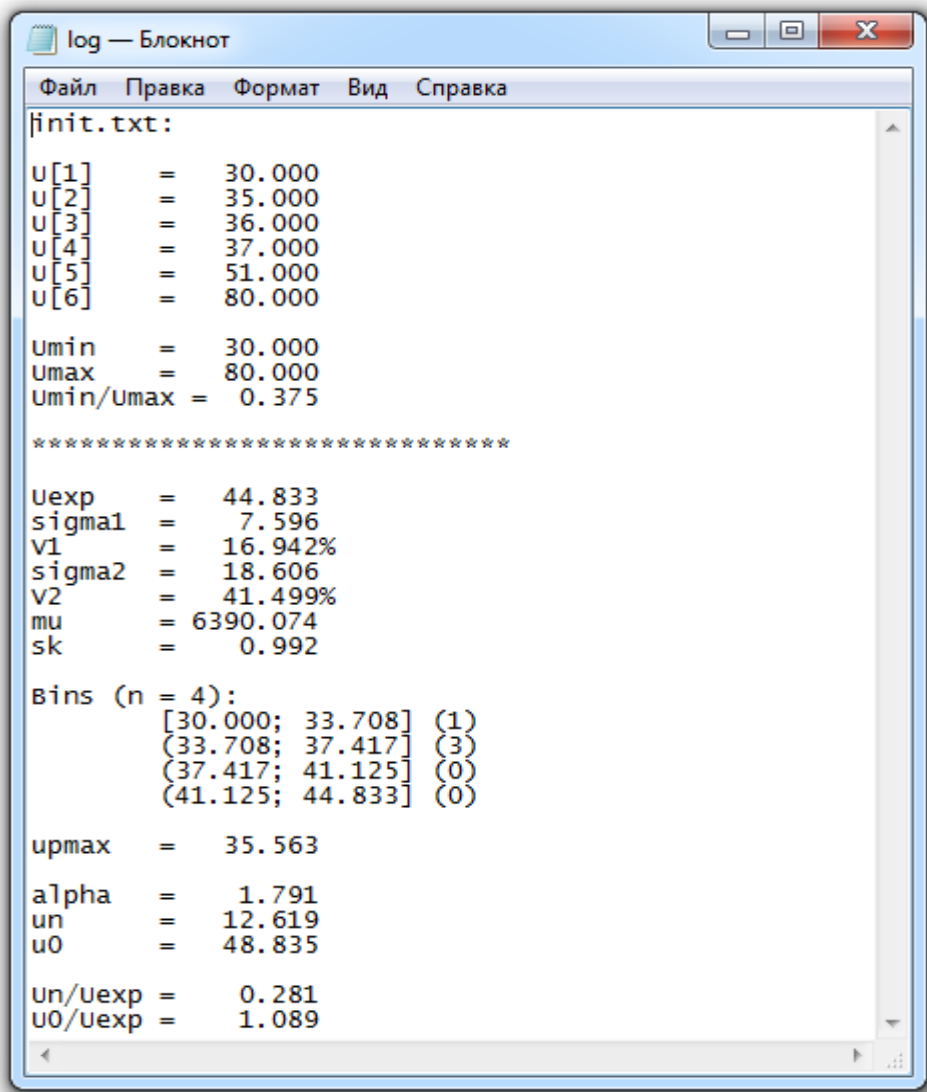 log — Блокнот
Файл Правка Формат Вид Справка
init.txt:
U[1] = 30.000
U[2] = 35.000
U[3] = 36.000
U[4] = 37.000
U[5] = 51.000
U[6] = 80.000
Umin = 30.000
Umax = 80.000
Umin/Umax = 0.375
******************************
Uexp = 44.833
sigma1 = 7.596
V1 = 16.942%
sigma2 = 18.606
V2 = 41.499%
mu = 6390.074
sk = 0.992
Bins (n = 4):
[30.000; 33.708] (1)
(33.708; 37.417] (3)
(37.417; 41.125] (0)
(41.125; 44.833] (0)
upmax = 35.563
alpha = 1.791
un = 12.619
u0 = 48.835
Un/Uexp = 0.281
U0/Uexp = 1.089